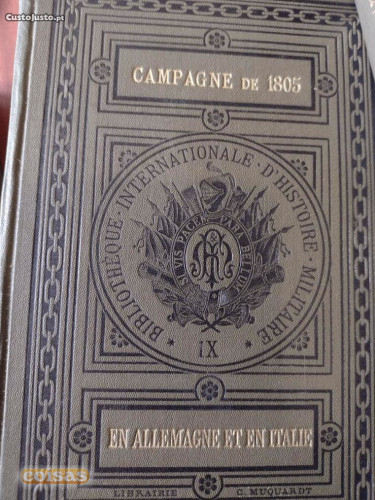 CustoJusto.pt
CAMPAGNE DE 1805
BIBLIOTHÈQUE · INTERNATIONALE · D'HISTOIRE · MILITAIRE
SI VIS PACEM PARA BELLUM
IX
EN ALLEMAGNE ET EN ITALIE
coisas
LIBRAIRIE C. MUQUARDT